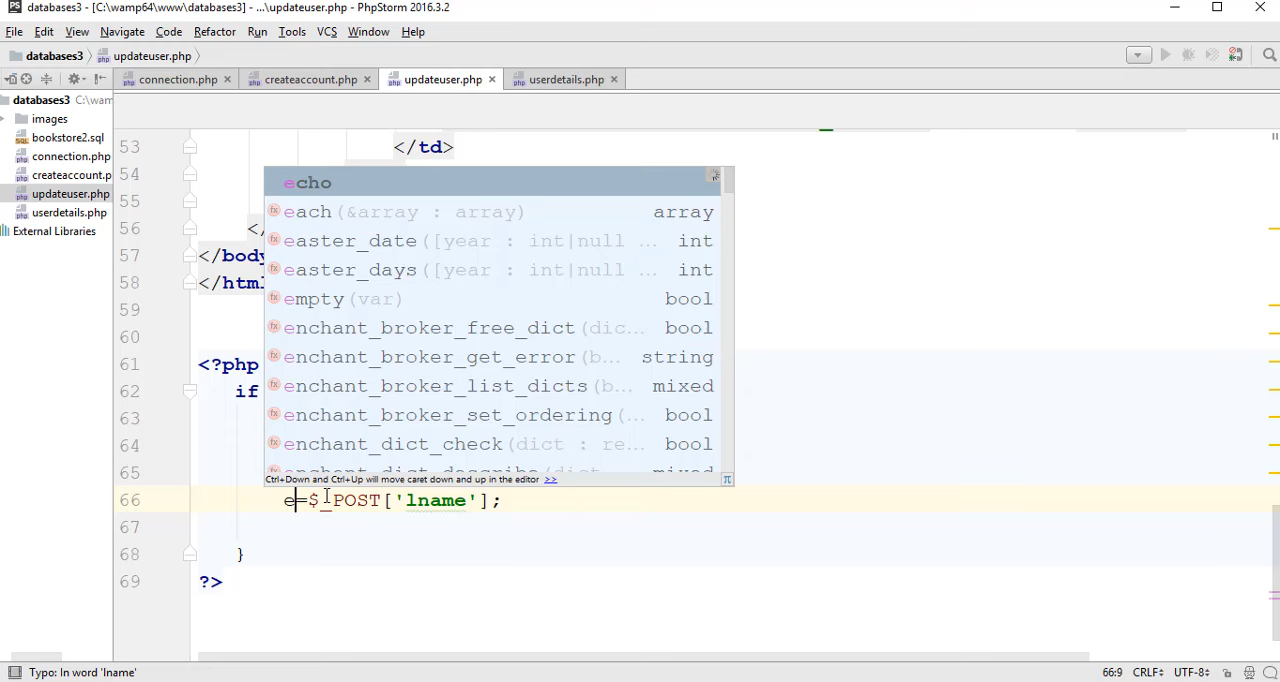 databases3 - [C:\wamp64\www\databases3] - ...\updateuser.php - PhpStorm 2016.3.2
File Edit View Navigate Code Refactor Run Tools VCS Window Help
databases3 updateuser.php
connection.php createaccount.php updateuser.php userdetails.php
databases3 C:\wam
images
bookstore2.sql
connection.php
createaccount.p
updateuser.php
userdetails.php
External Libraries
53 </td>
54
55
56 </
57 </body
58 </html
59
60
61 <?php
62 if
63
64
65
66 e=$_POST['lname'];
67
68 }
69 ?>
echo
each(&array : array) array
easter_date([year : int|null ... int
easter_days([year : int|null ... int
empty(var) bool
enchant_broker_free_dict(dic... bool
enchant_broker_get_error(b... string
enchant_broker_list_dicts(b... mixed
enchant_broker_set_ordering(... bool
enchant_dict_check(dict : re... bool
enchant_dict_describe(dict mixed
Ctrl+Down and Ctrl+Up will move caret down and up in the editor >>
Typo: In word 'lname' 66:9 CRLF UTF-8